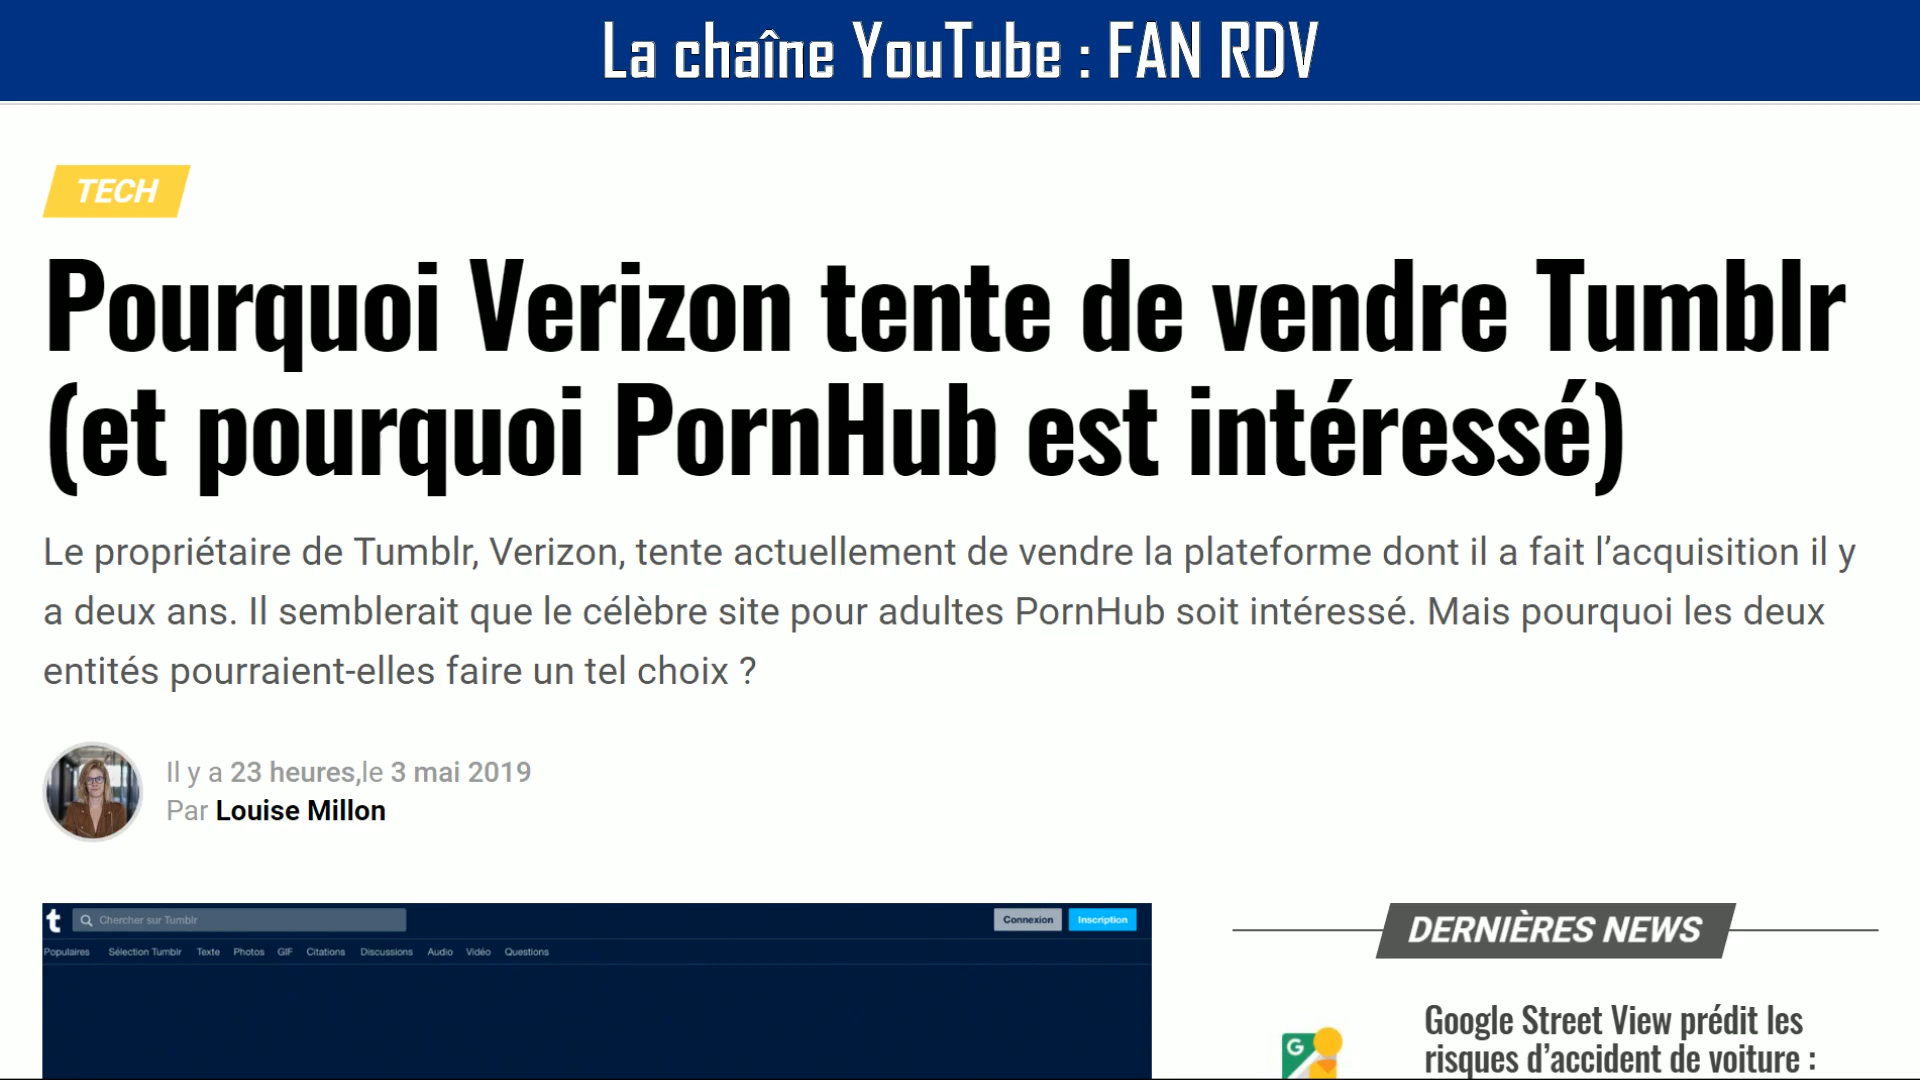 La chaîne YouTube : FAN RDV
TECH
Pourquoi Verizon tente de vendre Tumblr
(et pourquoi PornHub est intéressé)
Le propriétaire de Tumblr, Verizon, tente actuellement de vendre la plateforme dont il a fait l’acquisition il y
a deux ans. Il semblerait que le célèbre site pour adultes PornHub soit intéressé. Mais pourquoi les deux
entités pourraient-elles faire un tel choix ?
Il y a 23 heures,le 3 mai 2019
Par Louise Millon
t Chercher sur Tumblr Connexion Inscription
Populaires Sélection Tumblr Texte Photos GIF Citations Discussions Audio Vidéo Questions
DERNIÈRES NEWS
G
Google Street View prédit les
risques d’accident de voiture :